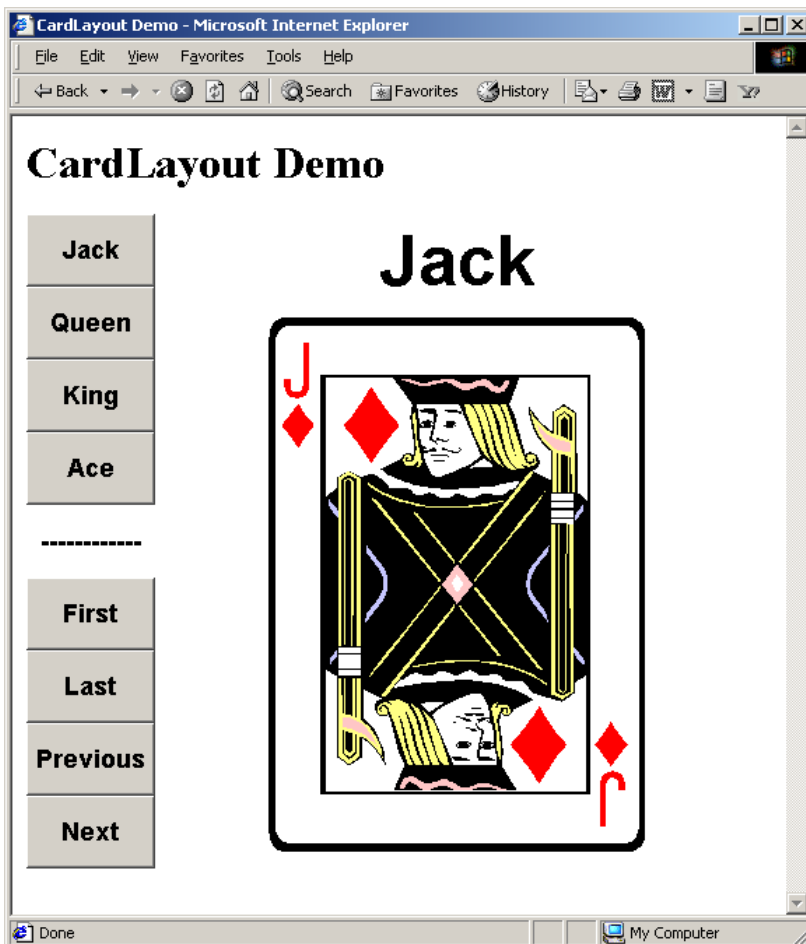 CardLayout Demo - Microsoft Internet Explorer
File Edit View Favorites Tools Help
Back Search Favorites History
CardLayout Demo
Jack
Queen
King
Ace
------------
First
Last
Previous
Next
Jack
J
J
Done My Computer